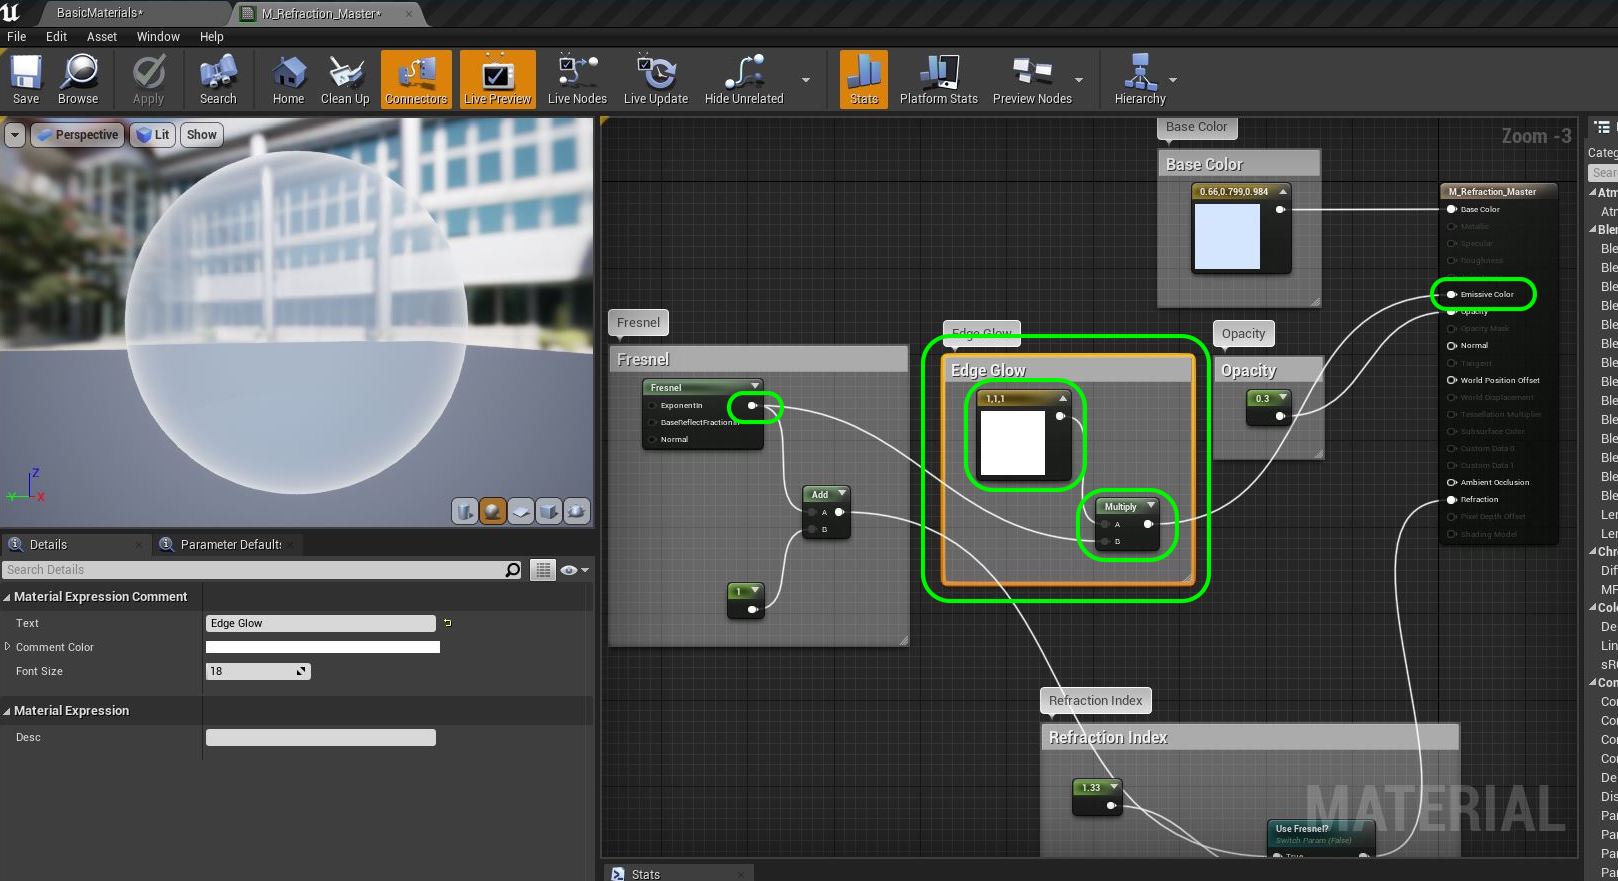 BasicMaterials*
M_Refraction_Master*
File Edit Asset Window Help
Save
Browse
Apply
Search
Home
Clean Up
Connectors
Live Preview
Live Nodes
Live Update
Hide Unrelated
Stats
Platform Stats
Preview Nodes
Hierarchy
Perspective
Lit
Show
Z
Y
X
Zoom -3
Base Color
Base Color
0.66,0.799,0.984
M_Refraction_Master
Base Color
Metallic
Specular
Roughness
Emissive Color
Opacity
Opacity Mask
Normal
Tangent
World Position Offset
World Displacement
Tessellation Multiplier
Subsurface Color
Custom Data 0
Custom Data 1
Ambient Occlusion
Refraction
Pixel Depth Offset
Shading Model
Fresnel
Fresnel
Fresnel
ExponentIn
BaseReflectFractionIn
Normal
Add
A
B
1
Edge Glow
Edge Glow
1,1,1
Multiply
A
B
Opacity
Opacity
0.3
Refraction Index
Refraction Index
1.33
Use Fresnel?
Switch Param (False)
True
MATERIAL
Stats
Details
Parameter Default
Search Details
Material Expression Comment
Text
Edge Glow
Comment Color
Font Size
18
Material Expression
Desc
Categ
Sear
Atm
Atr
Blen
Ble
Ble
Ble
Ble
Ble
Ble
Ble
Ble
Ble
Ble
Ble
Ble
Ble
Ble
Ler
Ler
Chro
Dif
MF
Colo
De
Lin
sR
Con
Co
Co
Co
Co
De
Dis
Pa
Pa
Pa
Pa